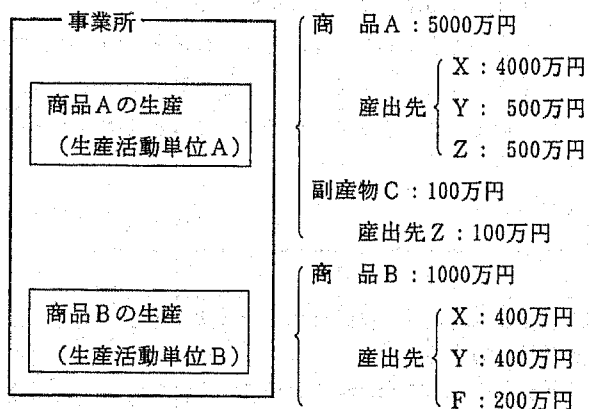 事業所
商品Aの生産
(生産活動単位A)
商品Bの生産
(生産活動単位B)
商 品A:5000万円
産出先
X:4000万円
Y: 500万円
Z: 500万円
副産物C:100万円
産出先Z:100万円
商 品B:1000万円
産出先
X:400万円
Y:400万円
F:200万円